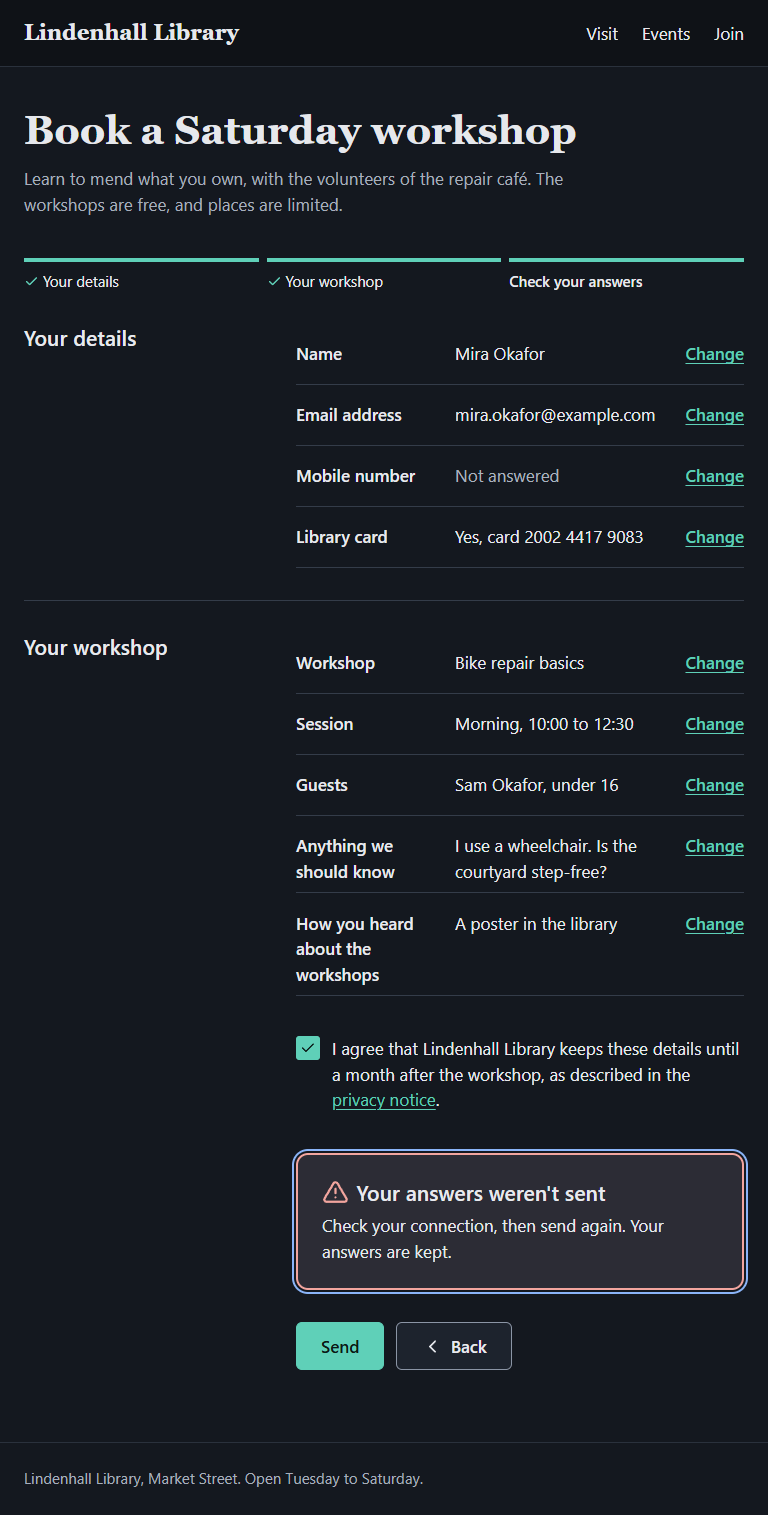 Lindenhall Library
Visit Events Join
Book a Saturday workshop
Learn to mend what you own, with the volunteers of the repair café. The
workshops are free, and places are limited.
Your details
Your workshop
Check your answers
Your details
Name Mira Okafor Change
Email address mira.okafor@example.com Change
Mobile number Not answered Change
Library card Yes, card 2002 4417 9083 Change
Your workshop
Workshop Bike repair basics Change
Session Morning, 10:00 to 12:30 Change
Guests Sam Okafor, under 16 Change
Anything we I use a wheelchair. Is the Change
should know courtyard step-free?
How you heard A poster in the library Change
about the
workshops
I agree that Lindenhall Library keeps these details until
a month after the workshop, as described in the
privacy notice.
Your answers weren't sent
Check your connection, then send again. Your
answers are kept.
Send Back
Lindenhall Library, Market Street. Open Tuesday to Saturday.